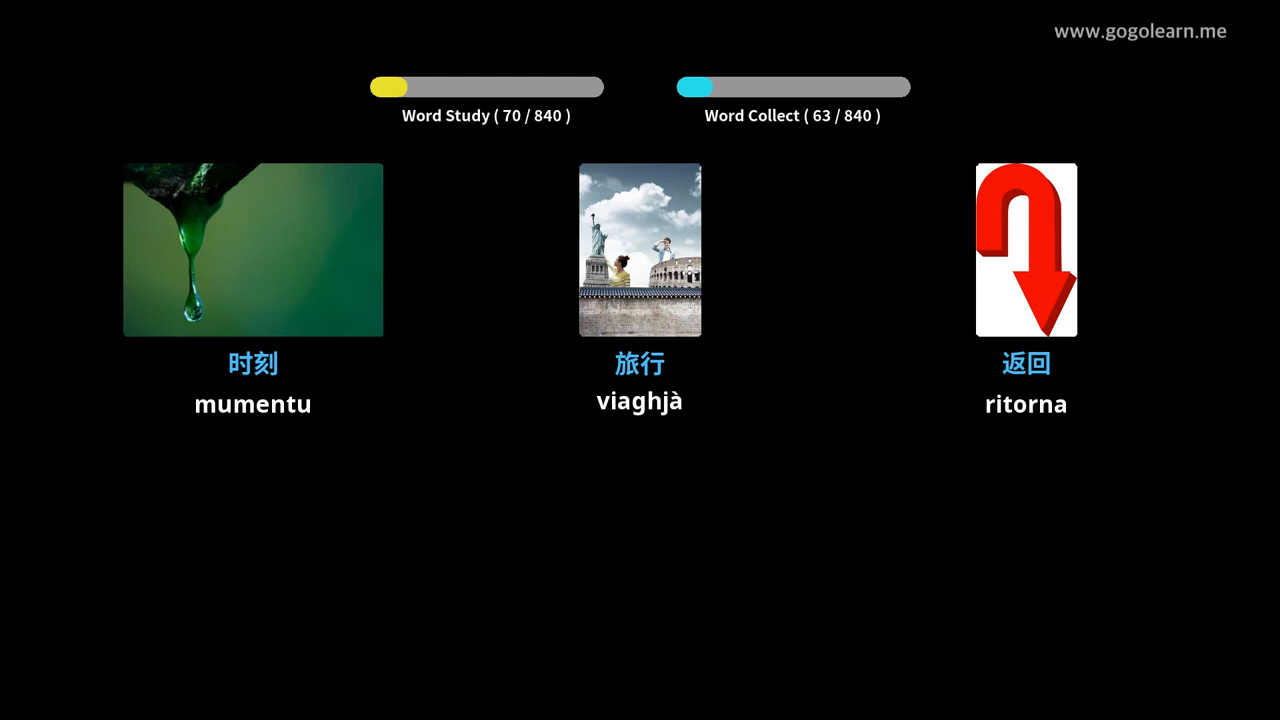 www.gogolearn.me
Word Study ( 70 / 840 )
Word Collect ( 63 / 840 )
时刻
旅行
返回
mumentu
viaghjà
ritorna